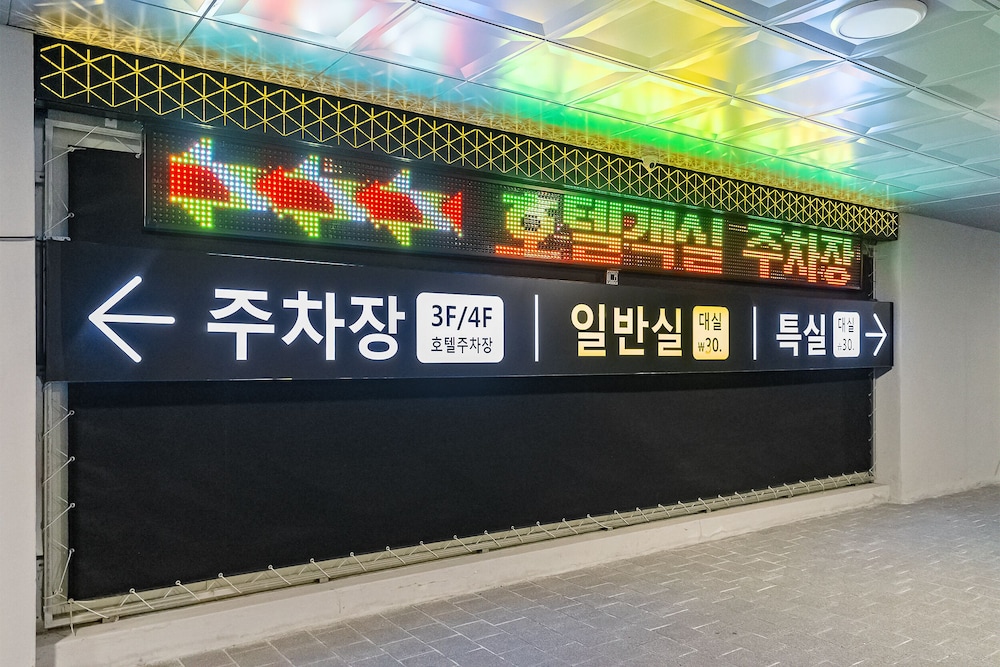 호텔객실 주차장
← 주차장 3F/4F
호텔주차장
일반실 대실
₩30.
특실 대실
₩30. →